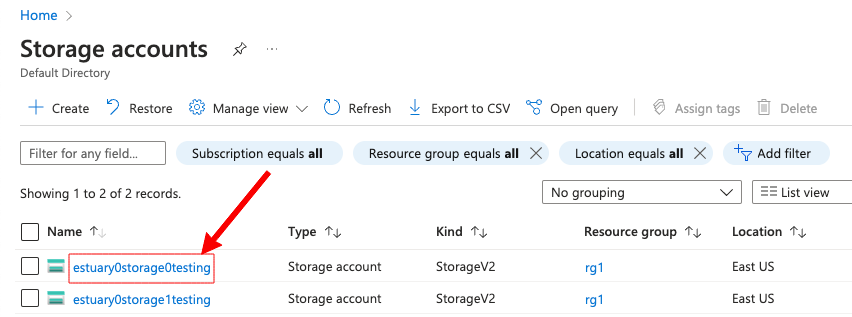 Home
Storage accounts
Default Directory
Create Restore Manage view Refresh Export to CSV Open query Assign tags Delete
Filter for any field... Subscription equals all Resource group equals all Location equals all Add filter
Showing 1 to 2 of 2 records. No grouping List view
Name Type Kind Resource group Location
estuary0storage0testing Storage account StorageV2 rg1 East US
estuary0storage1testing Storage account StorageV2 rg1 East US